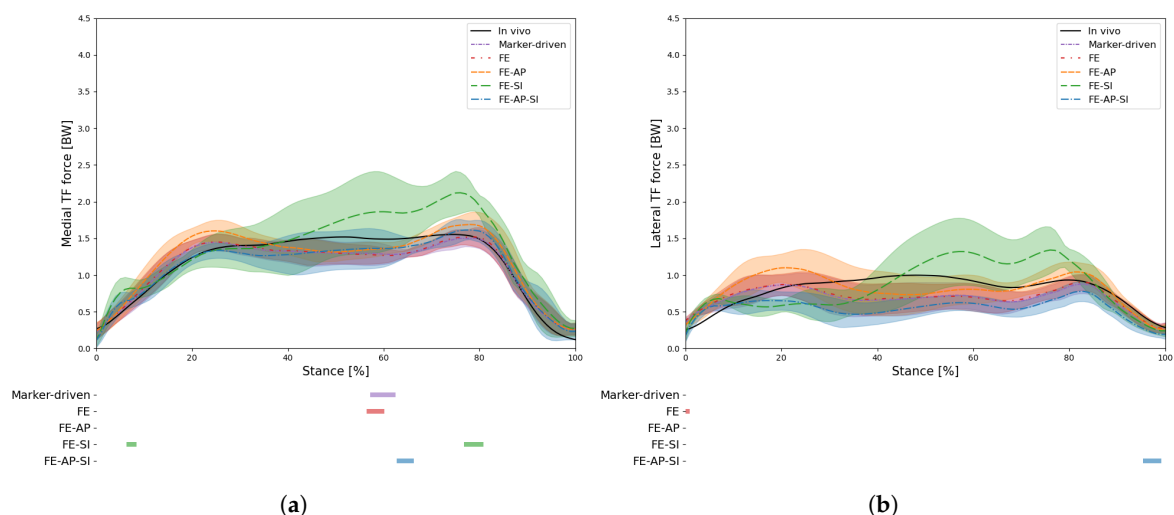 4.5
4.0
3.5
3.0
2.5
2.0
1.5
1.0
0.5
0.0
Medial TF force [BW]
In vivo
Marker-driven
FE
FE-AP
FE-SI
FE-AP-SI
0 20 40 60 80 100
Stance [%]
Marker-driven
FE
FE-AP
FE-SI
FE-AP-SI
(a)
4.5
4.0
3.5
3.0
2.5
2.0
1.5
1.0
0.5
0.0
Lateral TF force [BW]
In vivo
Marker-driven
FE
FE-AP
FE-SI
FE-AP-SI
0 20 40 60 80 100
Stance [%]
Marker-driven
FE
FE-AP
FE-SI
FE-AP-SI
(b)